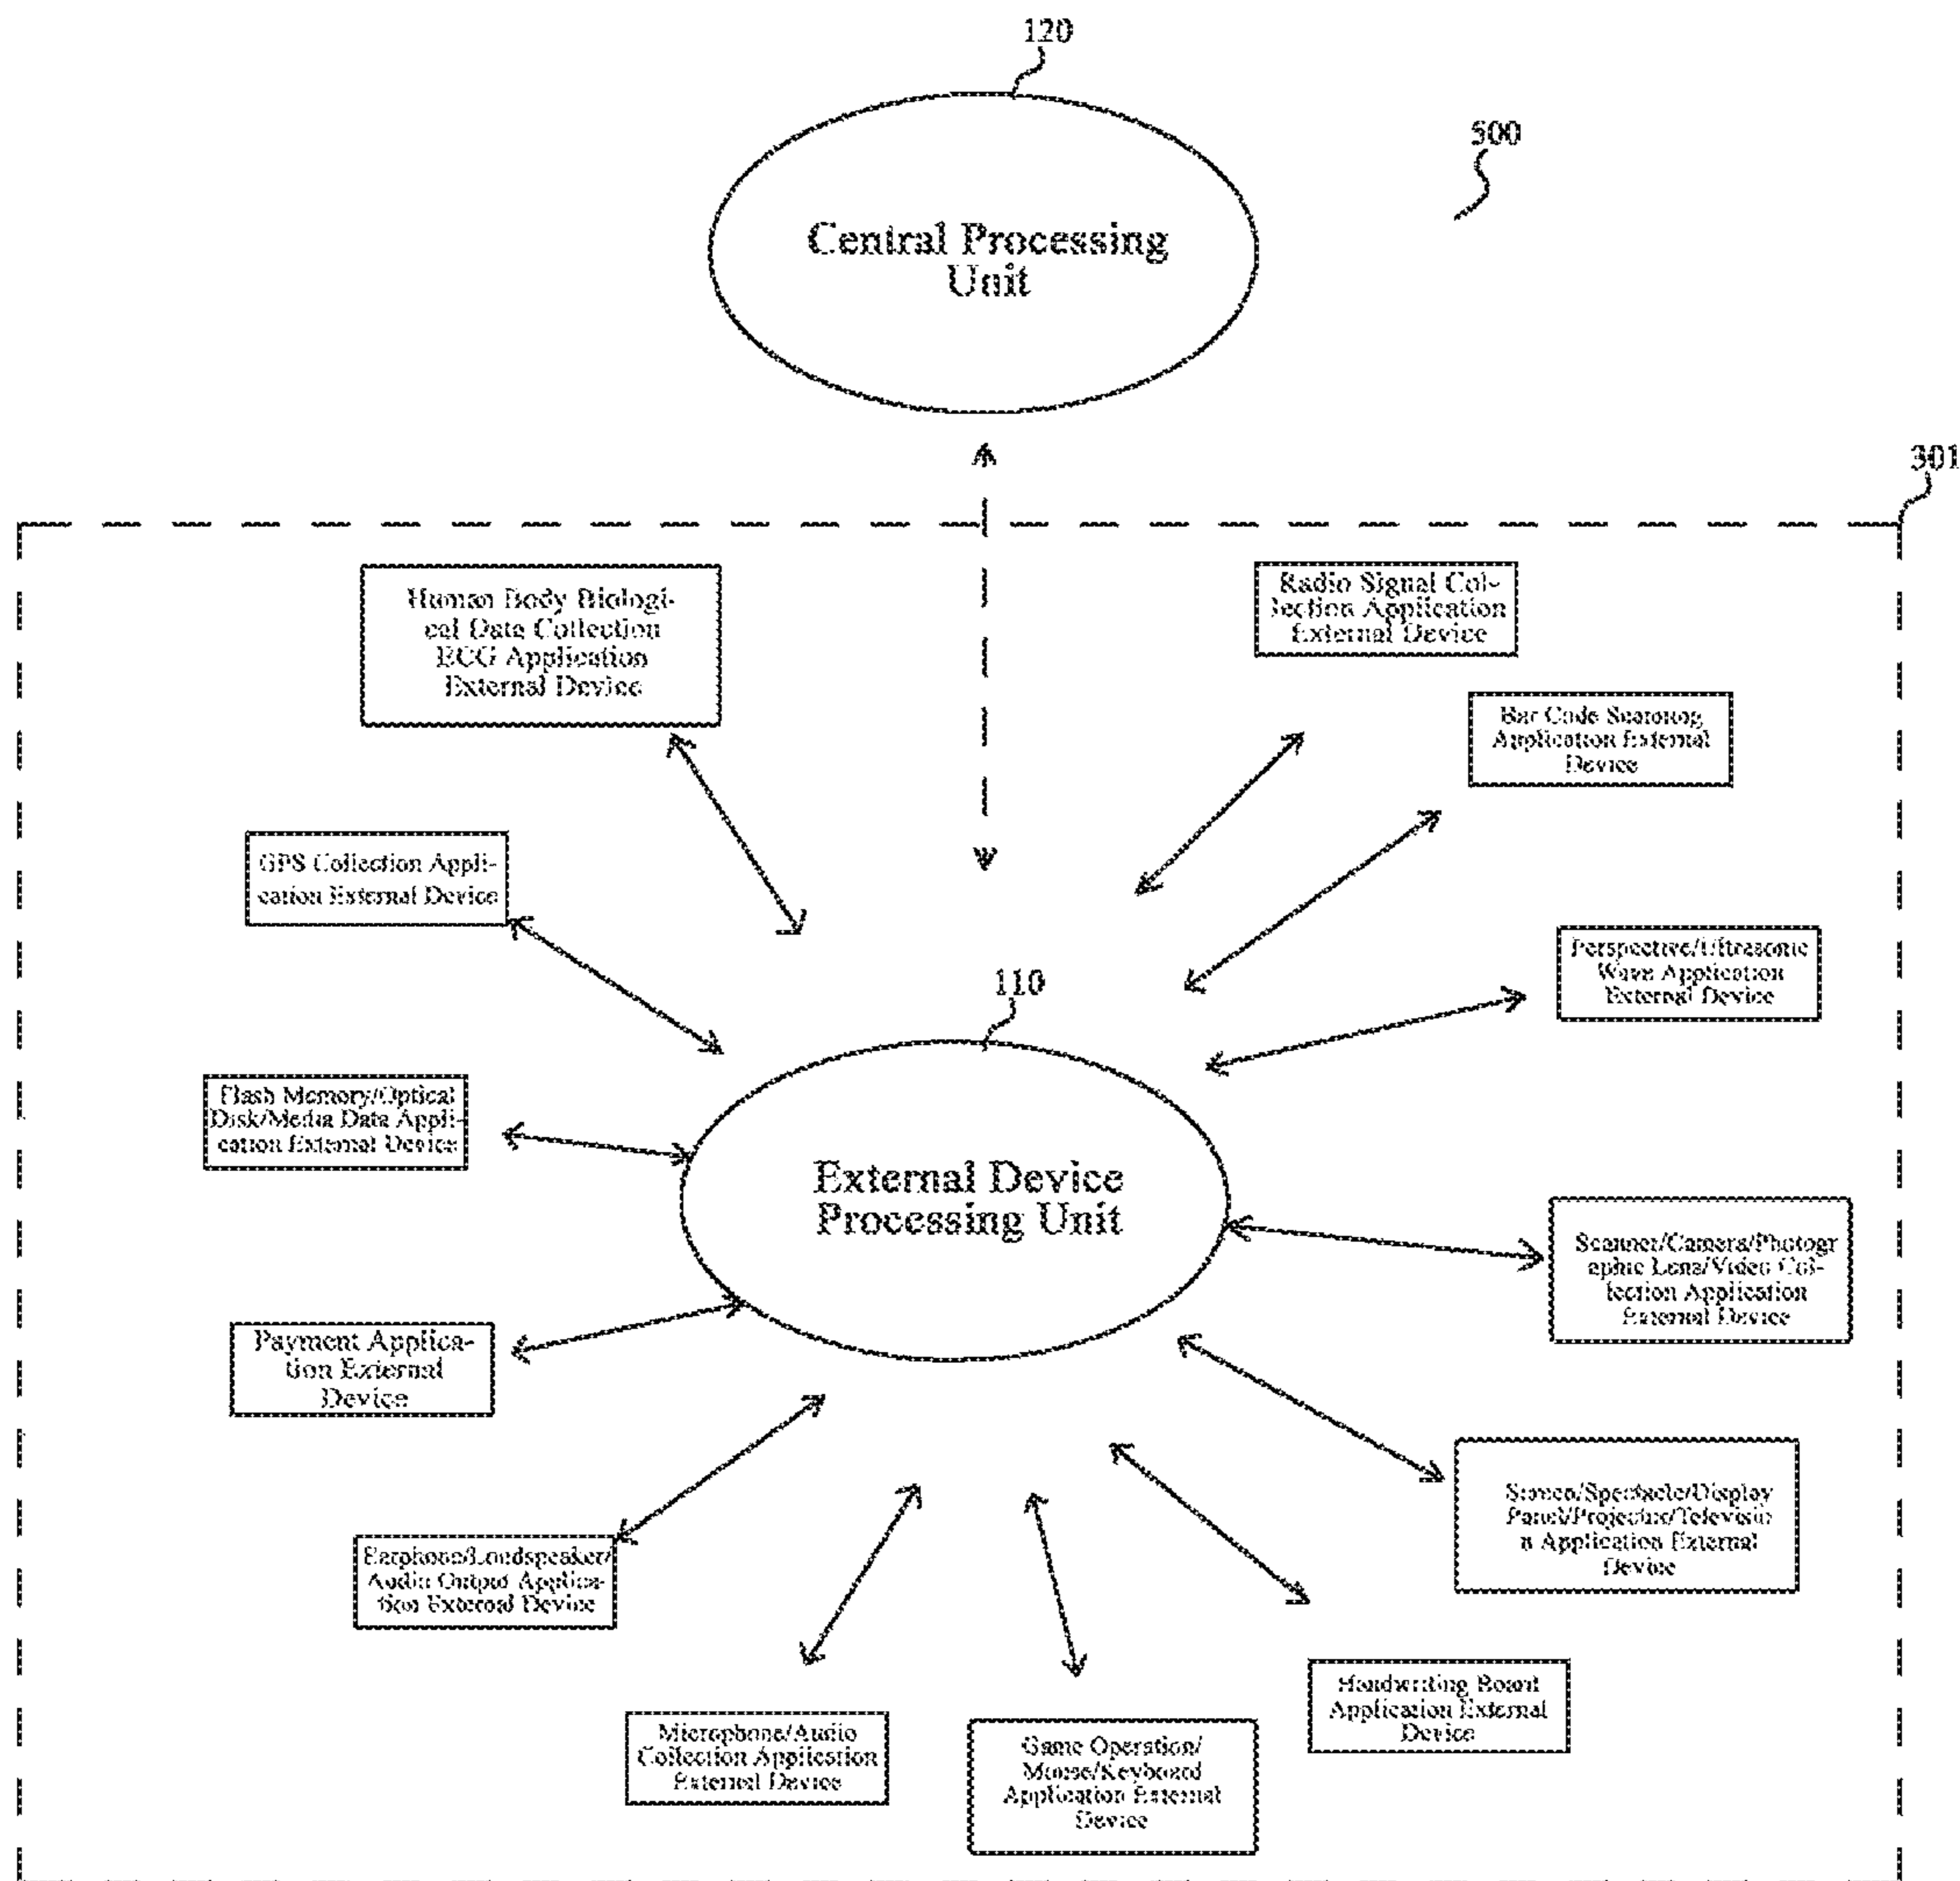 120
500
Central Processing
Unit
301
Human Body Biologi-
cal Data Collection
ECG Application
External Device
Radio Signal Col-
lection Application
External Device
Bar Code Scanning
Application External
Device
GPS Collection Appli-
cation External Device
Perspective/Ultrasonic
Wave Application
External Device
110
Flash Memory/Optical
Disk/Media Data Appli-
cation External Device
External Device
Processing Unit
Scanner/Camera/Photogr
aphic Lens/Video Col-
lection Application
External Device
Payment Applica-
tion External
Device
/Spectacle/Display
Panel/Projector/Televisio
n Application External
Device
Earphone/Loudspeaker/
Audio Output Applica-
tion External Device
Handwriting Board
Application External
Device
Microphone/Audio
Collection Application
External Device
Game Operation/
Mouse/Keyboard
Application External
Device